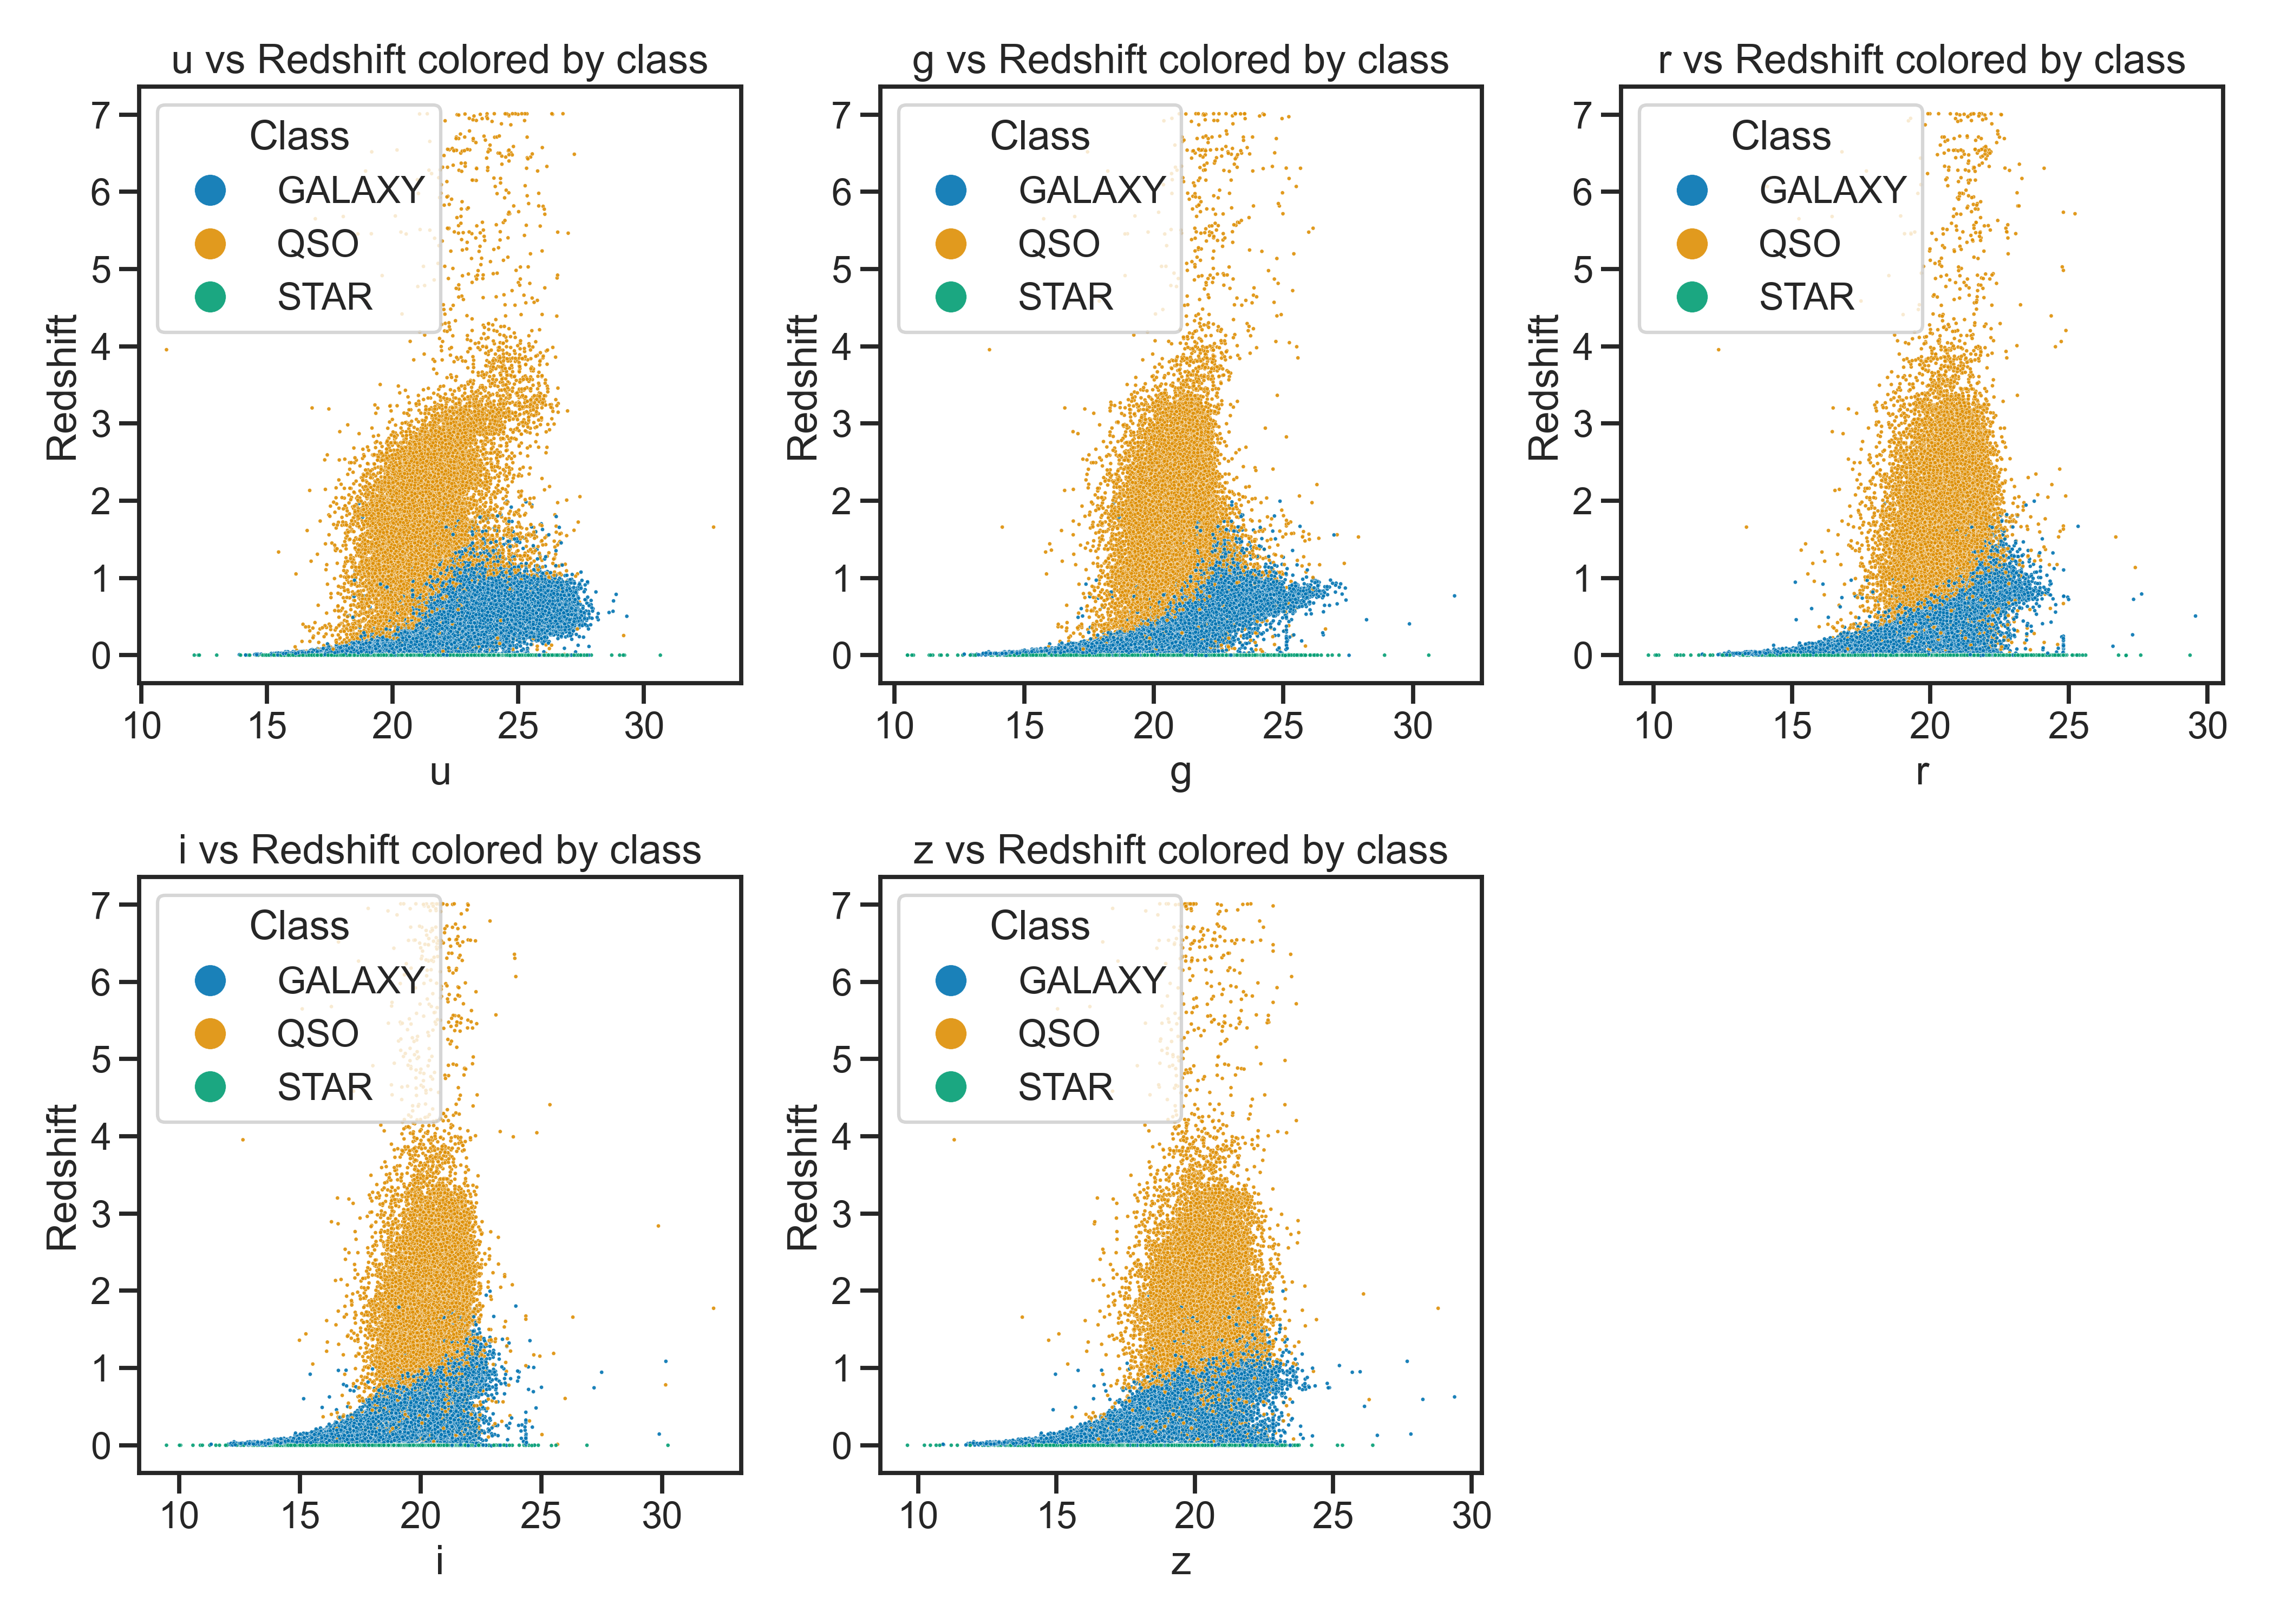 u vs Redshift colored by class
7
6
5
4
3
2
1
0
Redshift
Class
GALAXY
QSO
STAR
10 15 20 25 30
u
g vs Redshift colored by class
7
6
5
4
3
2
1
0
Redshift
Class
GALAXY
QSO
STAR
10 15 20 25 30
g
r vs Redshift colored by class
7
6
5
4
3
2
1
0
Redshift
Class
GALAXY
QSO
STAR
10 15 20 25 30
r
i vs Redshift colored by class
7
6
5
4
3
2
1
0
Redshift
Class
GALAXY
QSO
STAR
10 15 20 25 30
i
z vs Redshift colored by class
7
6
5
4
3
2
1
0
Redshift
Class
GALAXY
QSO
STAR
10 15 20 25 30
z